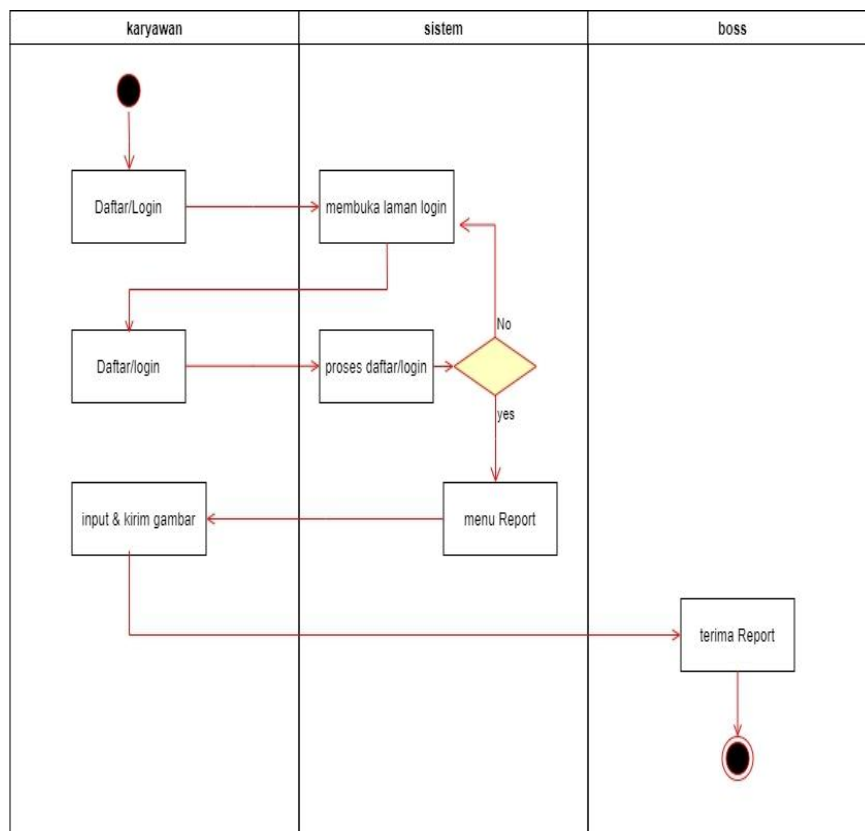 karyawan
sistem
boss
Daftar/Login
membuka laman login
No
Daftar/login
proses daftar/login
yes
input & kirim gambar
menu Report
terima Report